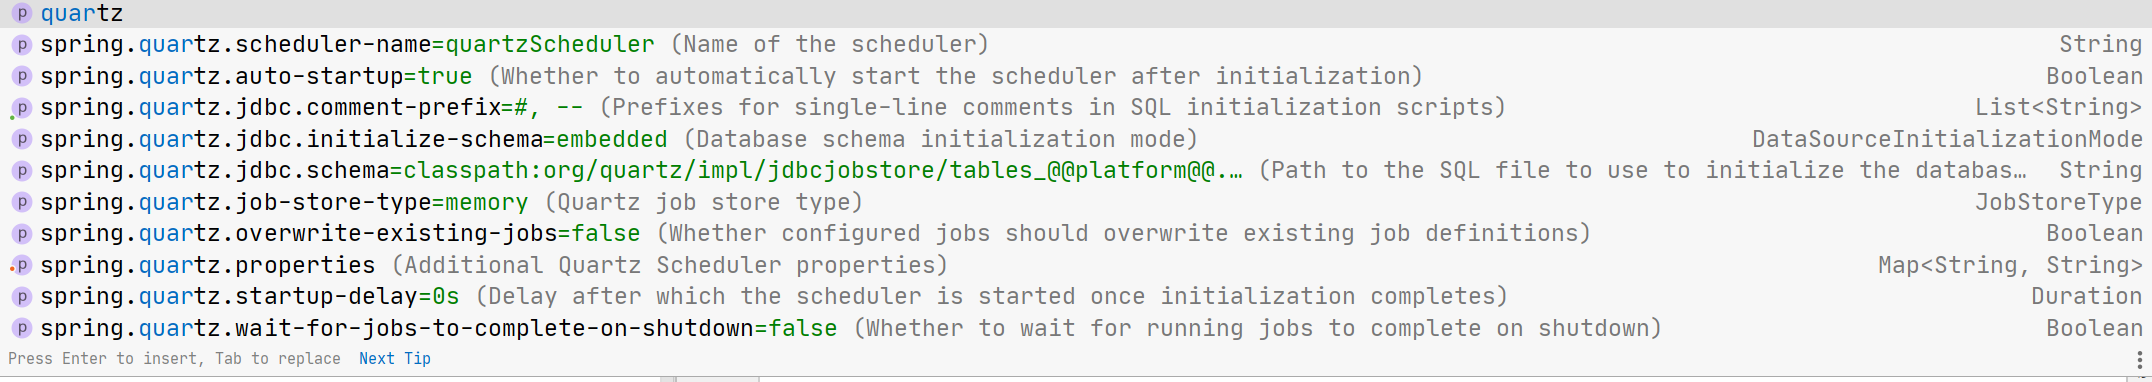 p quartz
p spring.quartz.scheduler-name=quartzScheduler (Name of the scheduler) String
p spring.quartz.auto-startup=true (Whether to automatically start the scheduler after initialization) Boolean
p spring.quartz.jdbc.comment-prefix=#, -- (Prefixes for single-line comments in SQL initialization scripts) List<String>
p spring.quartz.jdbc.initialize-schema=embedded (Database schema initialization mode) DataSourceInitializationMode
p spring.quartz.jdbc.schema=classpath:org/quartz/impl/jdbcjobstore/tables_@@platform@@.… (Path to the SQL file to use to initialize the databas… String
p spring.quartz.job-store-type=memory (Quartz job store type) JobStoreType
p spring.quartz.overwrite-existing-jobs=false (Whether configured jobs should overwrite existing job definitions) Boolean
p spring.quartz.properties (Additional Quartz Scheduler properties) Map<String, String>
p spring.quartz.startup-delay=0s (Delay after which the scheduler is started once initialization completes) Duration
p spring.quartz.wait-for-jobs-to-complete-on-shutdown=false (Whether to wait for running jobs to complete on shutdown) Boolean
Press Enter to insert, Tab to replace Next Tip